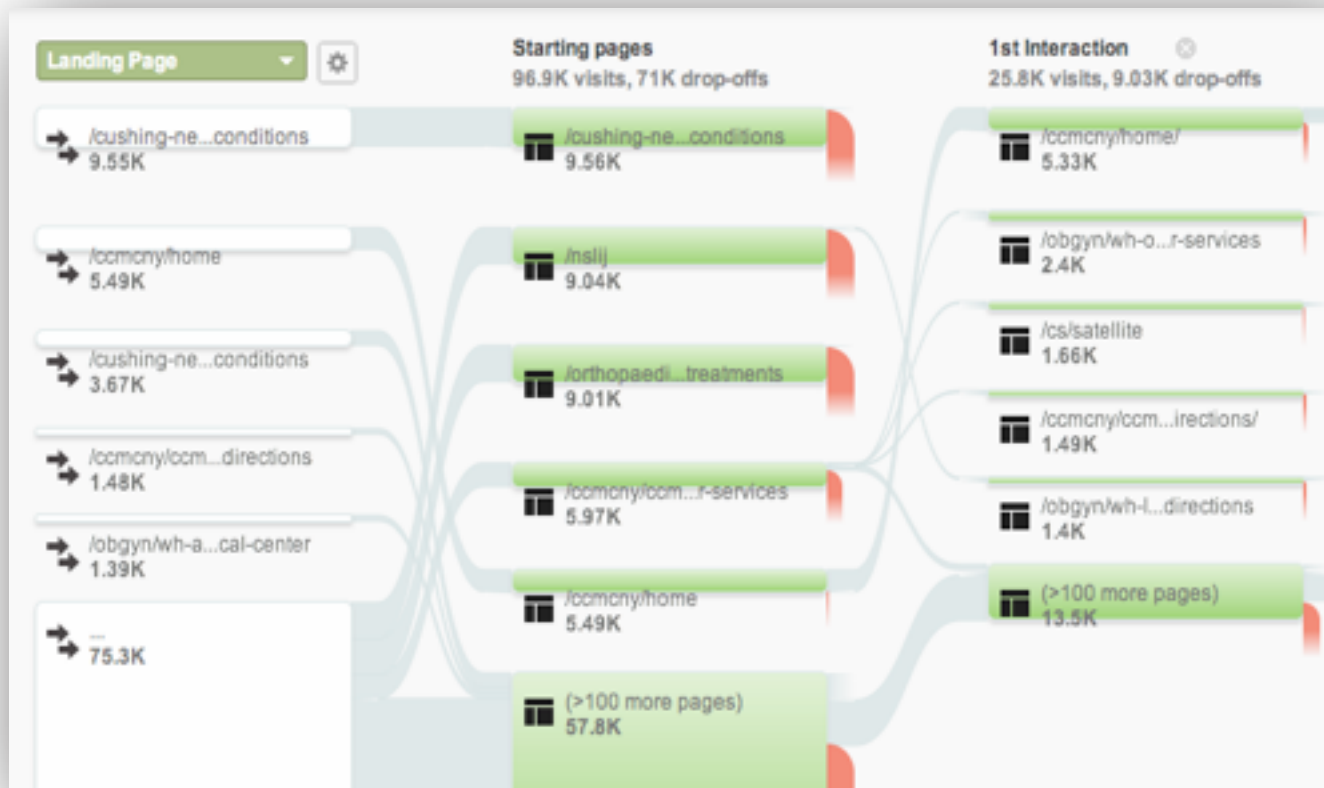 Landing Page
/cushing-ne...conditions
9.55K
/ccmcny/home
5.49K
/cushing-ne...conditions
3.67K
/ccmcny/ccm...directions
1.48K
/obgyn/wh-a...cal-center
1.39K
...
75.3K
Starting pages
96.9K visits, 71K drop-offs
/cushing-ne...conditions
9.56K
/nslij
9.04K
/orthopaedi...treatments
9.01K
/ccmcny/ccm...r-services
5.97K
/ccmcny/home
5.49K
(>100 more pages)
57.8K
1st Interaction
25.8K visits, 9.03K drop-offs
/ccmcny/home/
5.33K
/obgyn/wh-o...r-services
2.4K
/cs/satellite
1.66K
/ccmcny/ccm...irections/
1.49K
/obgyn/wh-l...directions
1.4K
(>100 more pages)
13.5K